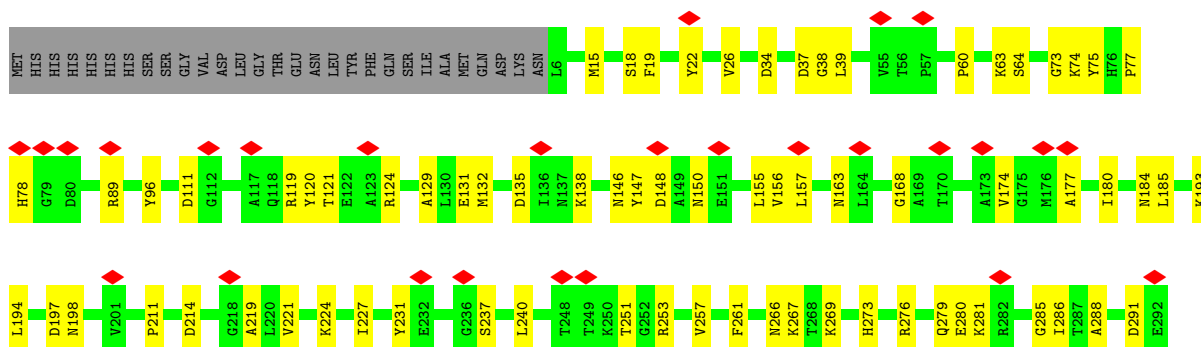 MET HIS HIS HIS HIS HIS HIS SER SER GLY VAL ASP LEU GLY THR GLU ASN LEU TYR PHE GLN SER ILE ALA MET GLN ASP LYS ASN L6 M15 S18 F19 Y22 V26 D34 D37 G38 L39 V55 T56 P57 P60 K63 S64 G73 K74 Y75 H76 P77
H78 G79 D80 R89 Y96 D111 G112 A117 Q118 R119 Y120 T121 E122 A123 R124 A129 L130 E131 M132 D135 I136 N137 K138 N146 Y147 D148 A149 N150 E151 L155 V156 L157 N163 L164 G168 A169 T170 A173 V174 G175 M176 A177 I180 N184 L185 K193
L194 D197 N198 V201 P211 D214 G218 A219 L220 V221 K224 I227 Y231 E232 G236 S237 L240 T248 T249 K250 T251 G252 R253 V257 F261 N266 K267 T268 K269 H273 R276 Q279 E280 K281 R282 G285 I286 T287 A288 D291 E292